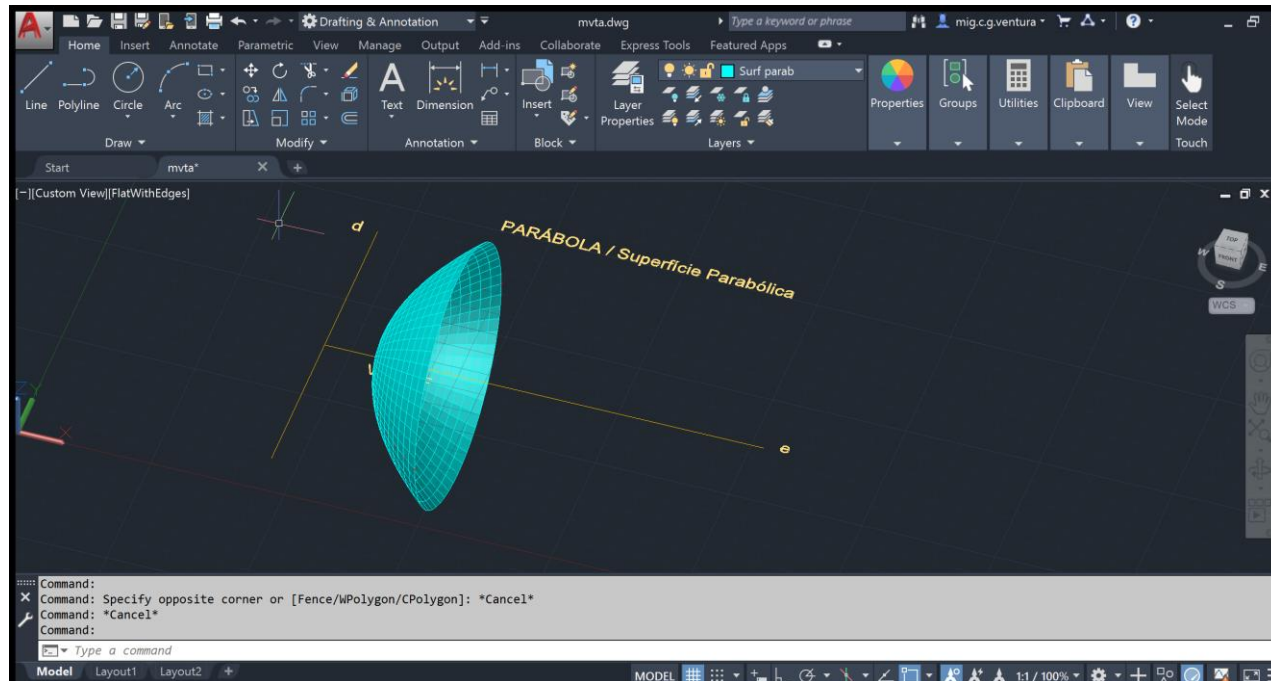 Drafting & Annotation
mvta.dwg
Type a keyword or phrase
mig.c.g.ventura
Home Insert Annotate Parametric View Manage Output Add-ins Collaborate Express Tools Featured Apps
Surf parab
Line Polyline Circle Arc
Text Dimension
Insert
Layer Properties
Properties Groups Utilities Clipboard View Select Mode
Draw Modify Annotation Block Layers Touch
Start mvta* +
[−][Custom View][FlatWithEdges]
d
PARÁBOLA / Superfície Parabólica
TOP
FRONT
W
E
S
WCS
Z Y
X
e
Command:
Command: Specify opposite corner or [Fence/WPolygon/CPolygon]: *Cancel*
Command: *Cancel*
Command:
Type a command
Model Layout1 Layout2 +
MODEL 1:1 / 100%